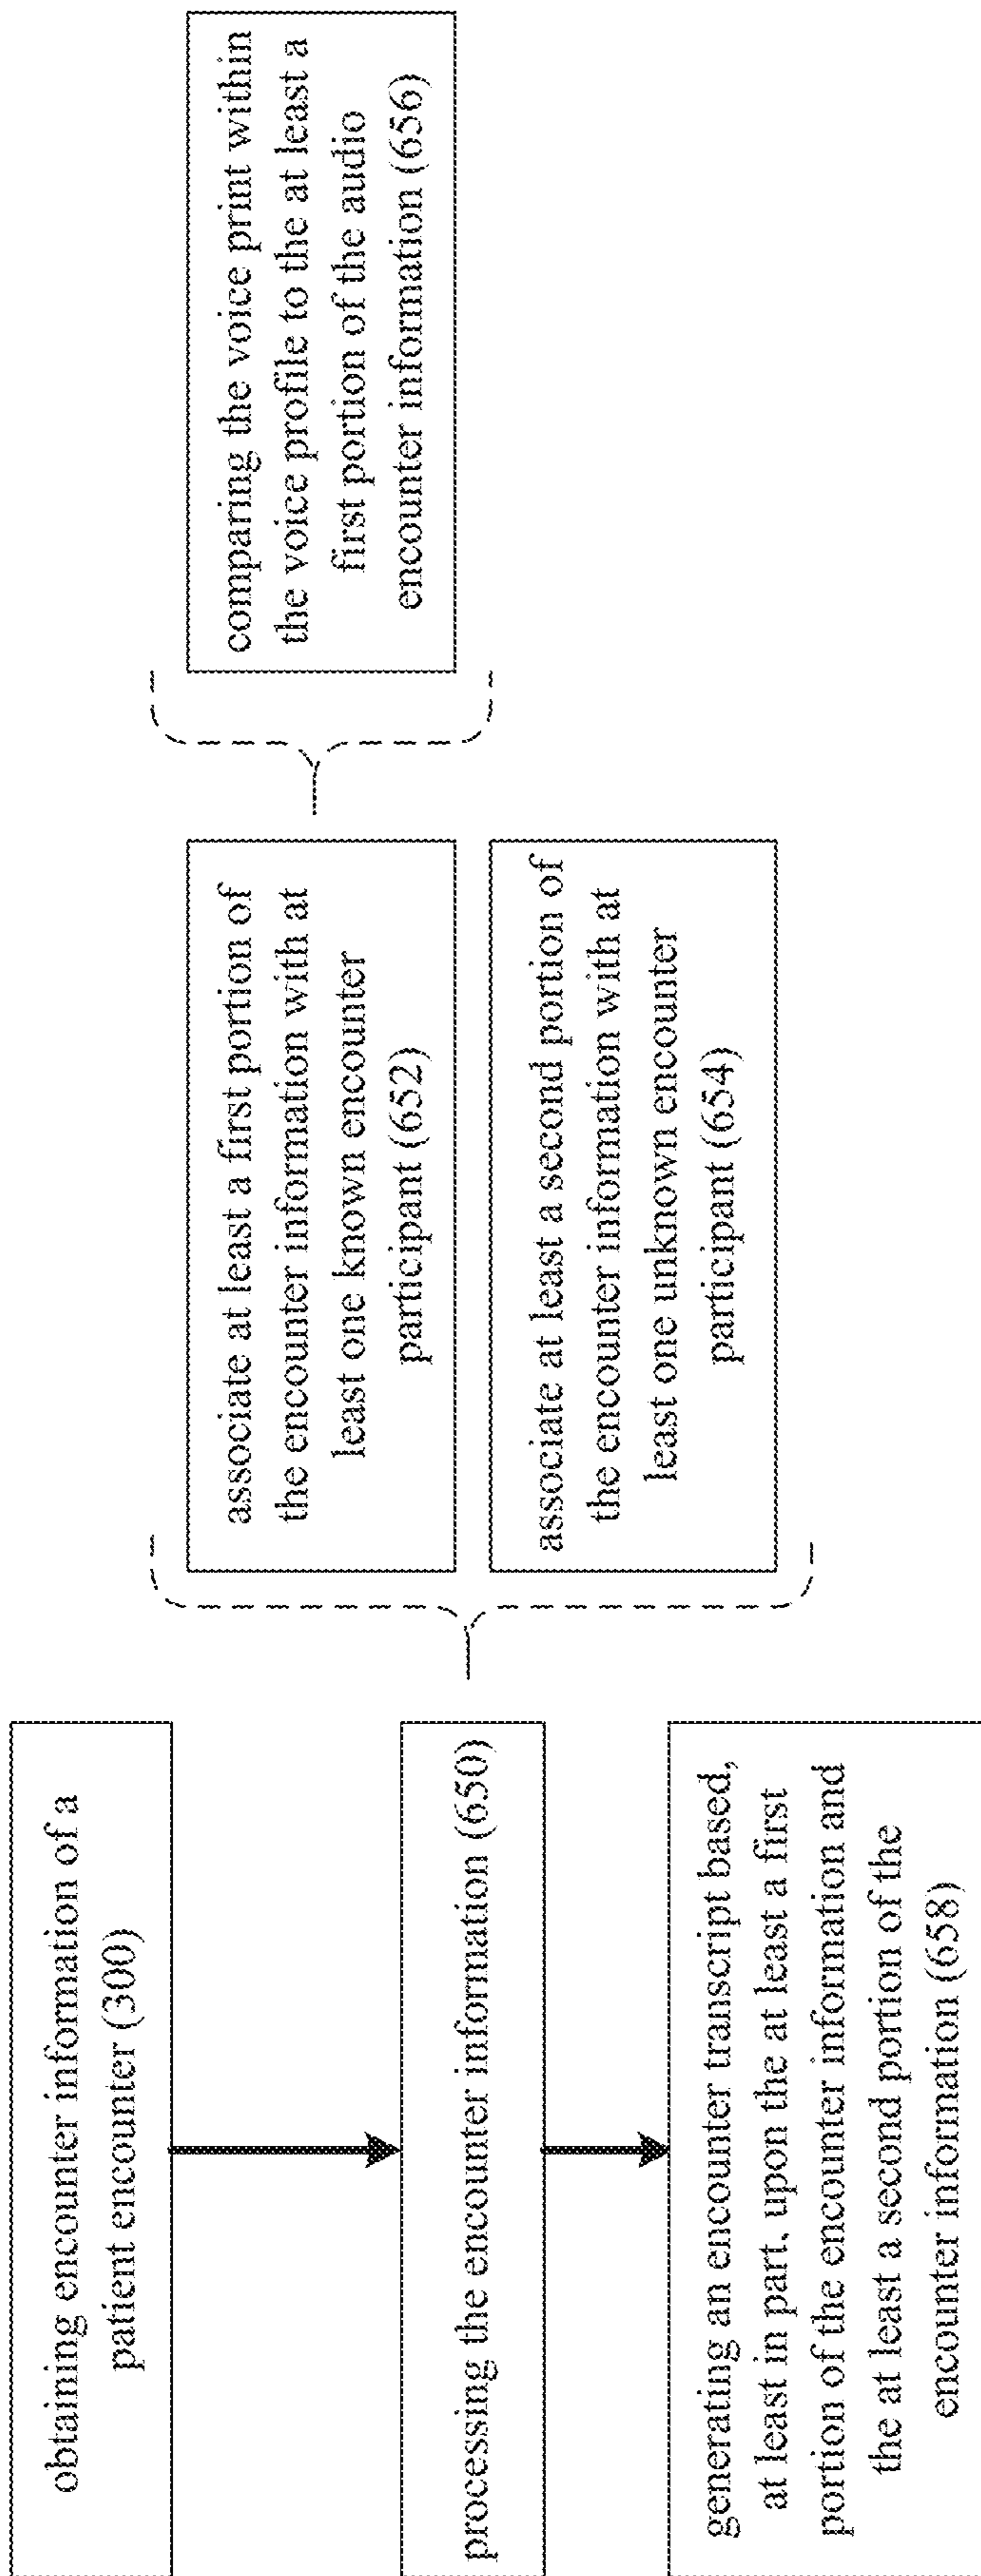 obtaining encounter information of a
patient encounter (300)
processing the encounter information (650)
generating an encounter transcript based,
at least in part, upon the at least a first
portion of the encounter information and
the at least a second portion of the
encounter information (658)
associate at least a first portion of
the encounter information with at
least one known encounter
participant (652)
associate at least a second portion of
the encounter information with at
least one unknown encounter
participant (654)
comparing the voice print within
the voice profile to the at least a
first portion of the audio
encounter information (656)